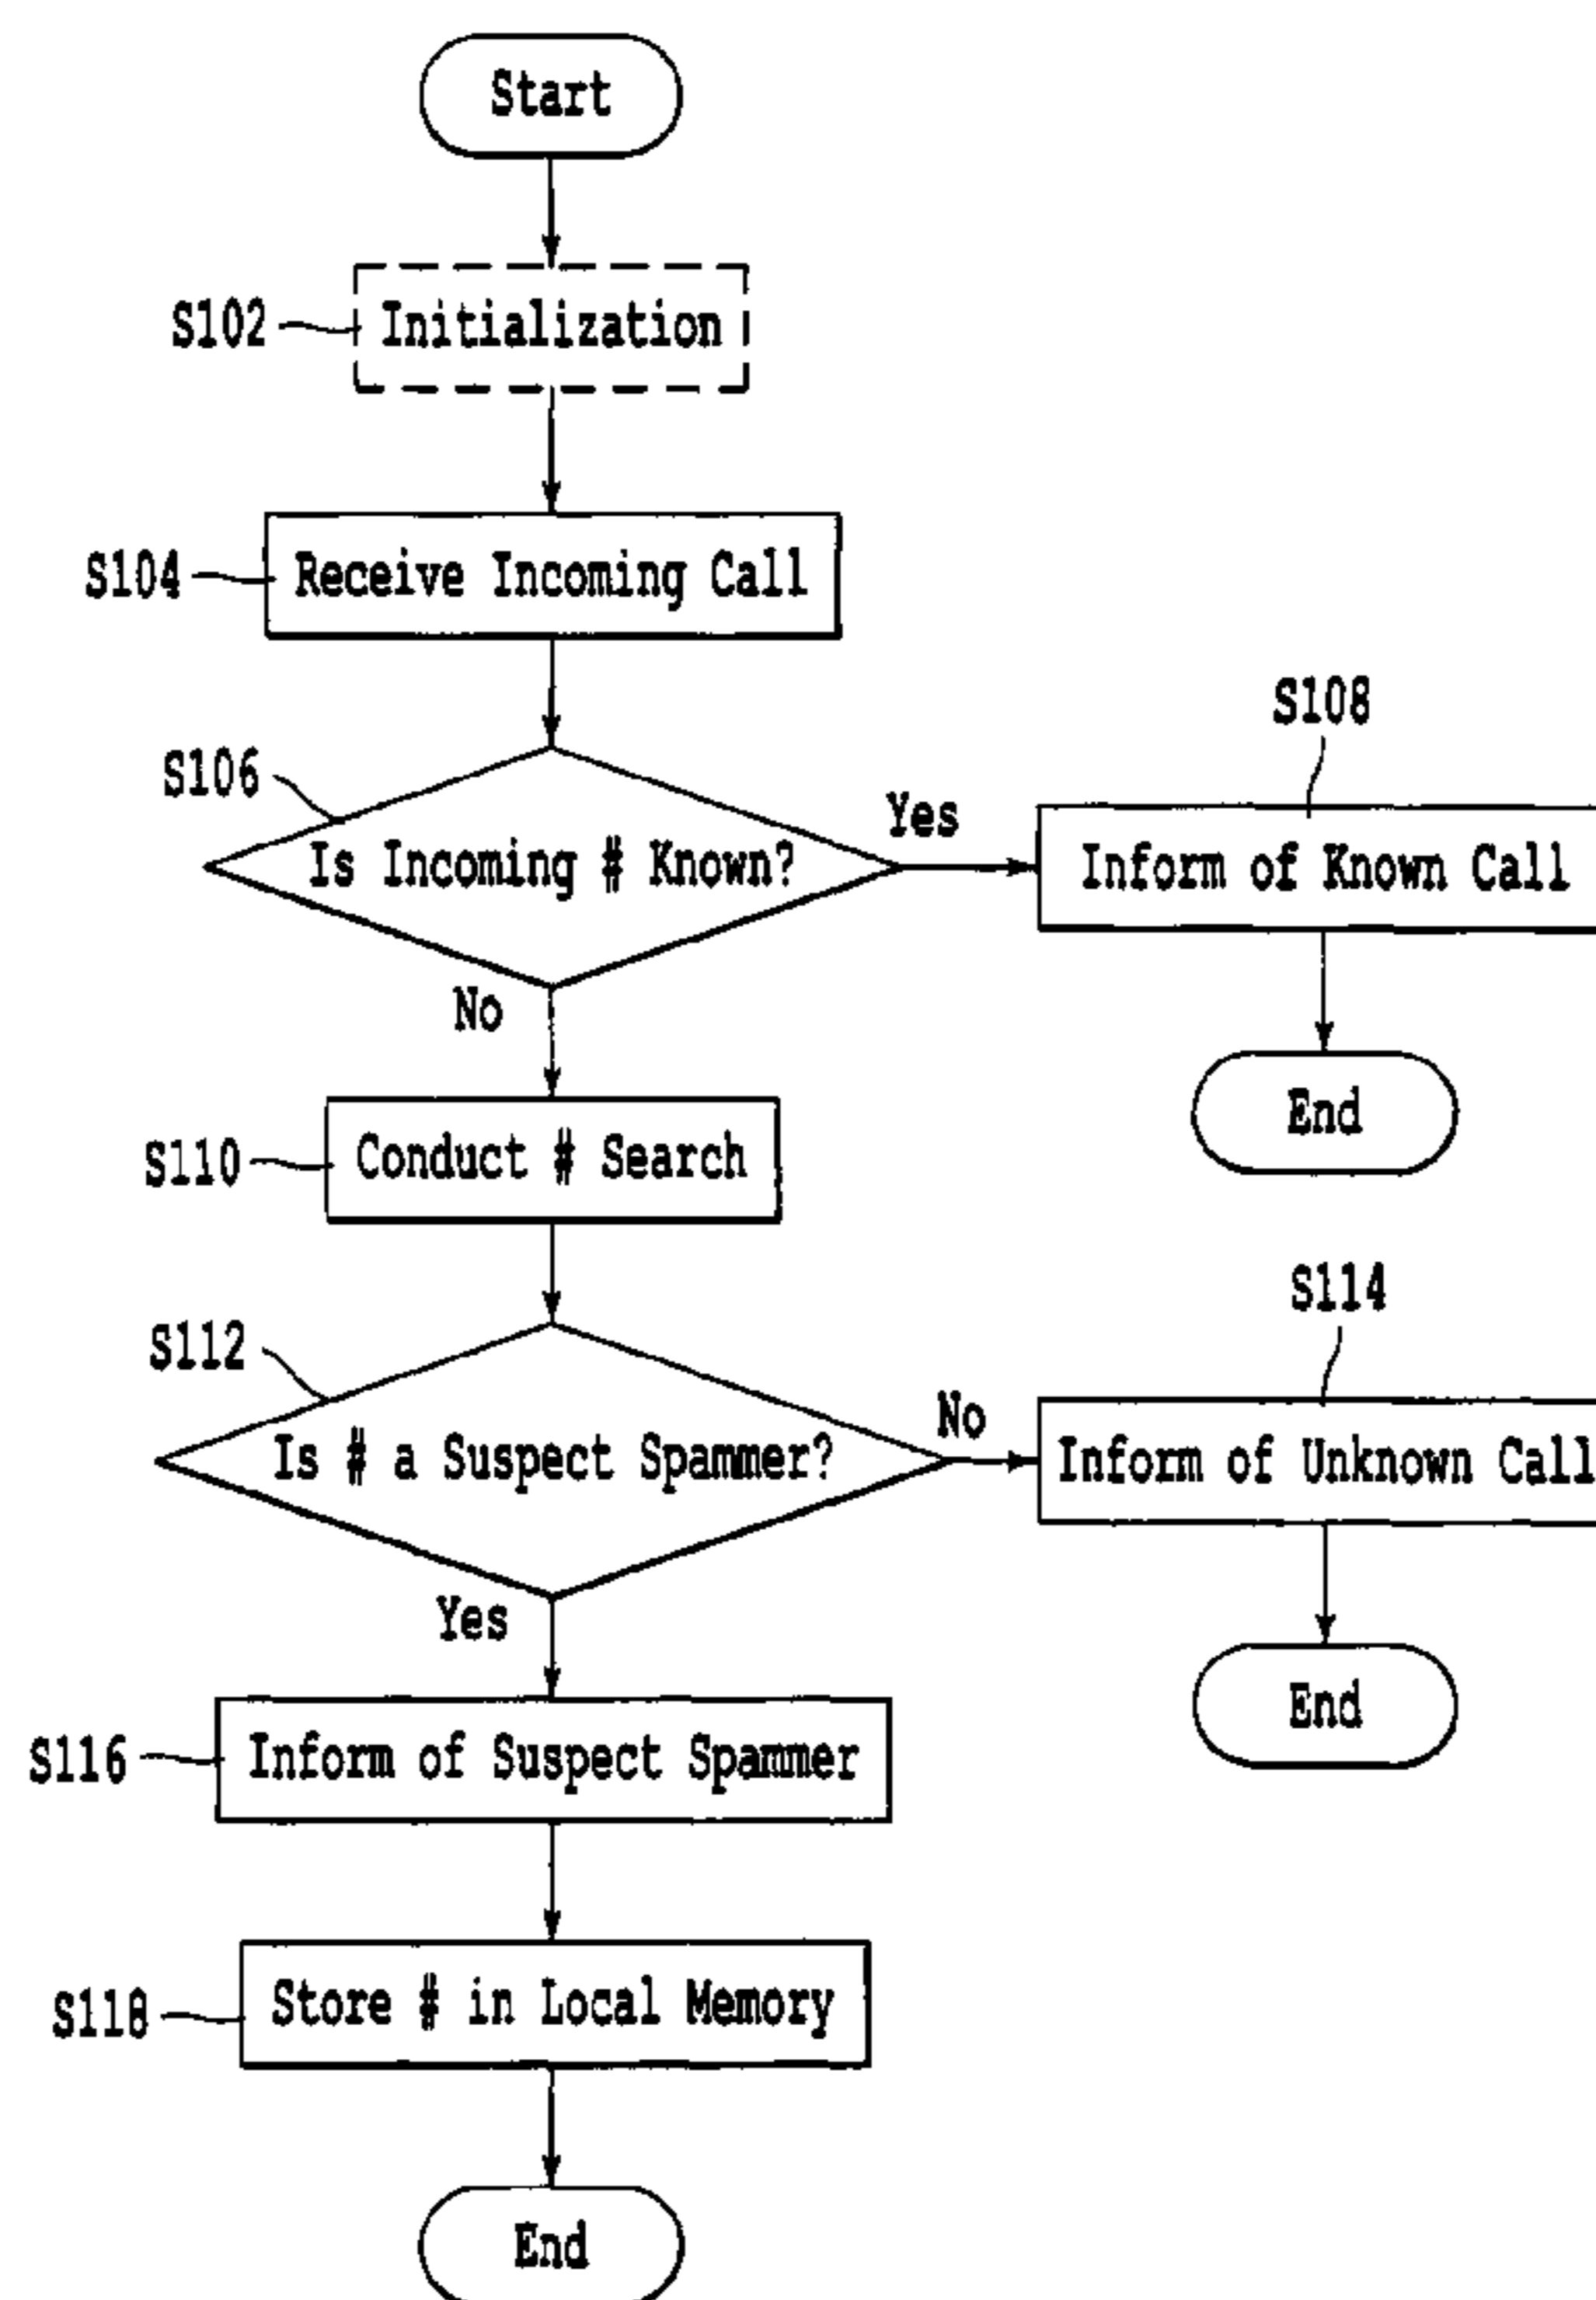 Start
S102
Initialization
S104
Receive Incoming Call
S108
S106
Is Incoming # Known?
Yes
Inform of Known Call
No
End
S110
Conduct # Search
S114
S112
Is # a Suspect Spammer?
No
Inform of Unknown Call
Yes
End
S116
Inform of Suspect Spammer
S118
Store # in Local Memory
End